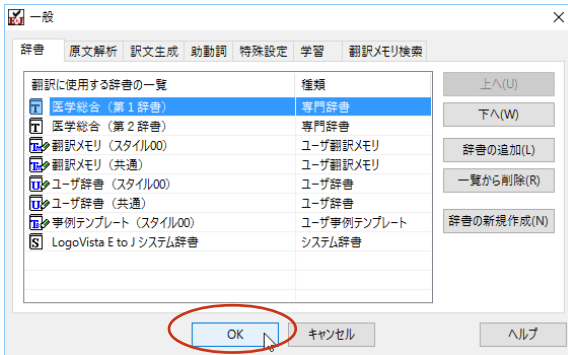 一般
辞書 原文解析 訳文生成 助動詞 特殊設定 学習 翻訳メモリ検索
翻訳に使用する辞書の一覧 種類
T 医学総合（第１辞書） 専門辞書
T 医学総合（第２辞書） 専門辞書
翻訳メモリ（スタイル00） ユーザ翻訳メモリ
翻訳メモリ（共通） ユーザ翻訳メモリ
U ユーザ辞書（スタイル00） ユーザ辞書
U ユーザ辞書（共通） ユーザ辞書
事例テンプレート（スタイル00） ユーザ事例テンプレート
S LogoVista E to J システム辞書 システム辞書
上へ(U)
下へ(W)
辞書の追加(L)
一覧から削除(R)
辞書の新規作成(N)
OK キャンセル ヘルプ